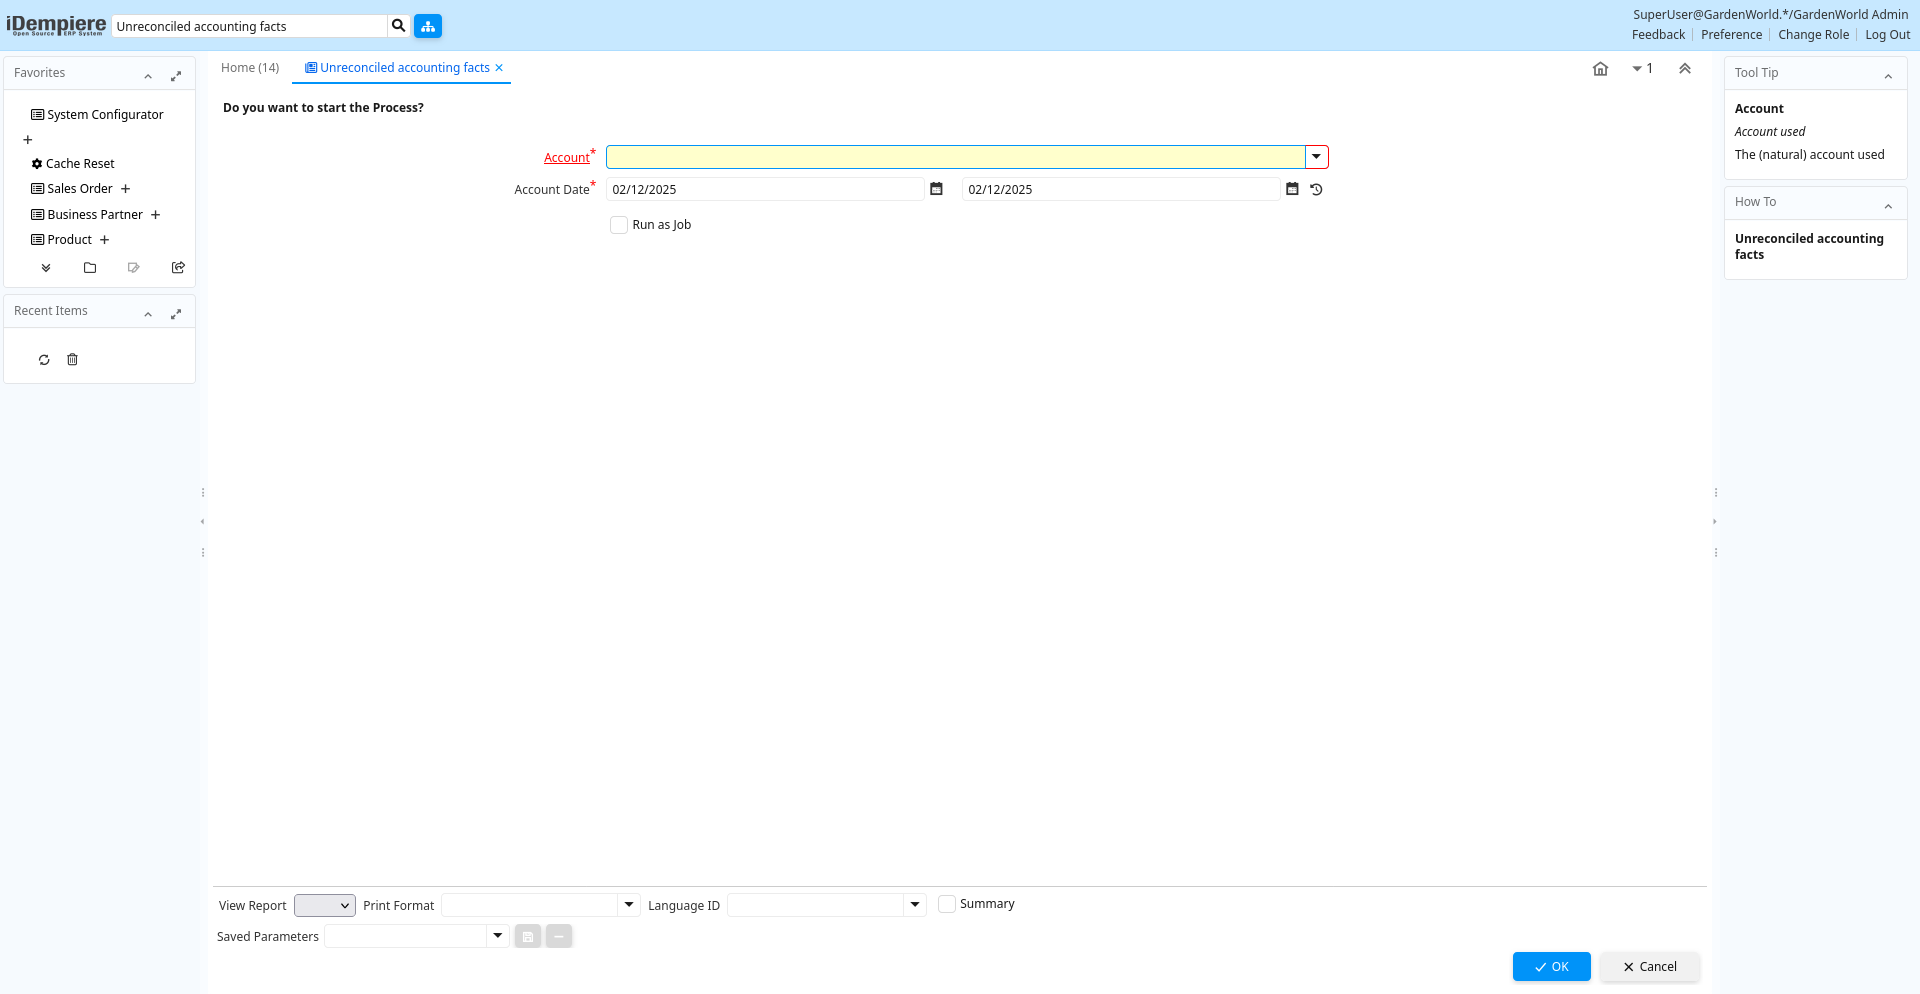 iDempiere
Open Source ERP System
Unreconciled accounting facts
SuperUser@GardenWorld.*/GardenWorld Admin
Feedback
Preference
Change Role
Log Out
Favorites
System Configurator
Cache Reset
Sales Order
Business Partner
Product
Recent Items
Home (14)
Unreconciled accounting facts
1
Do you want to start the Process?
Account*
Account Date* 02/12/2025 02/12/2025
Run as Job
Tool Tip
Account
Account used
The (natural) account used
How To
Unreconciled accounting
facts
View Report Print Format Language ID Summary
Saved Parameters
OK Cancel